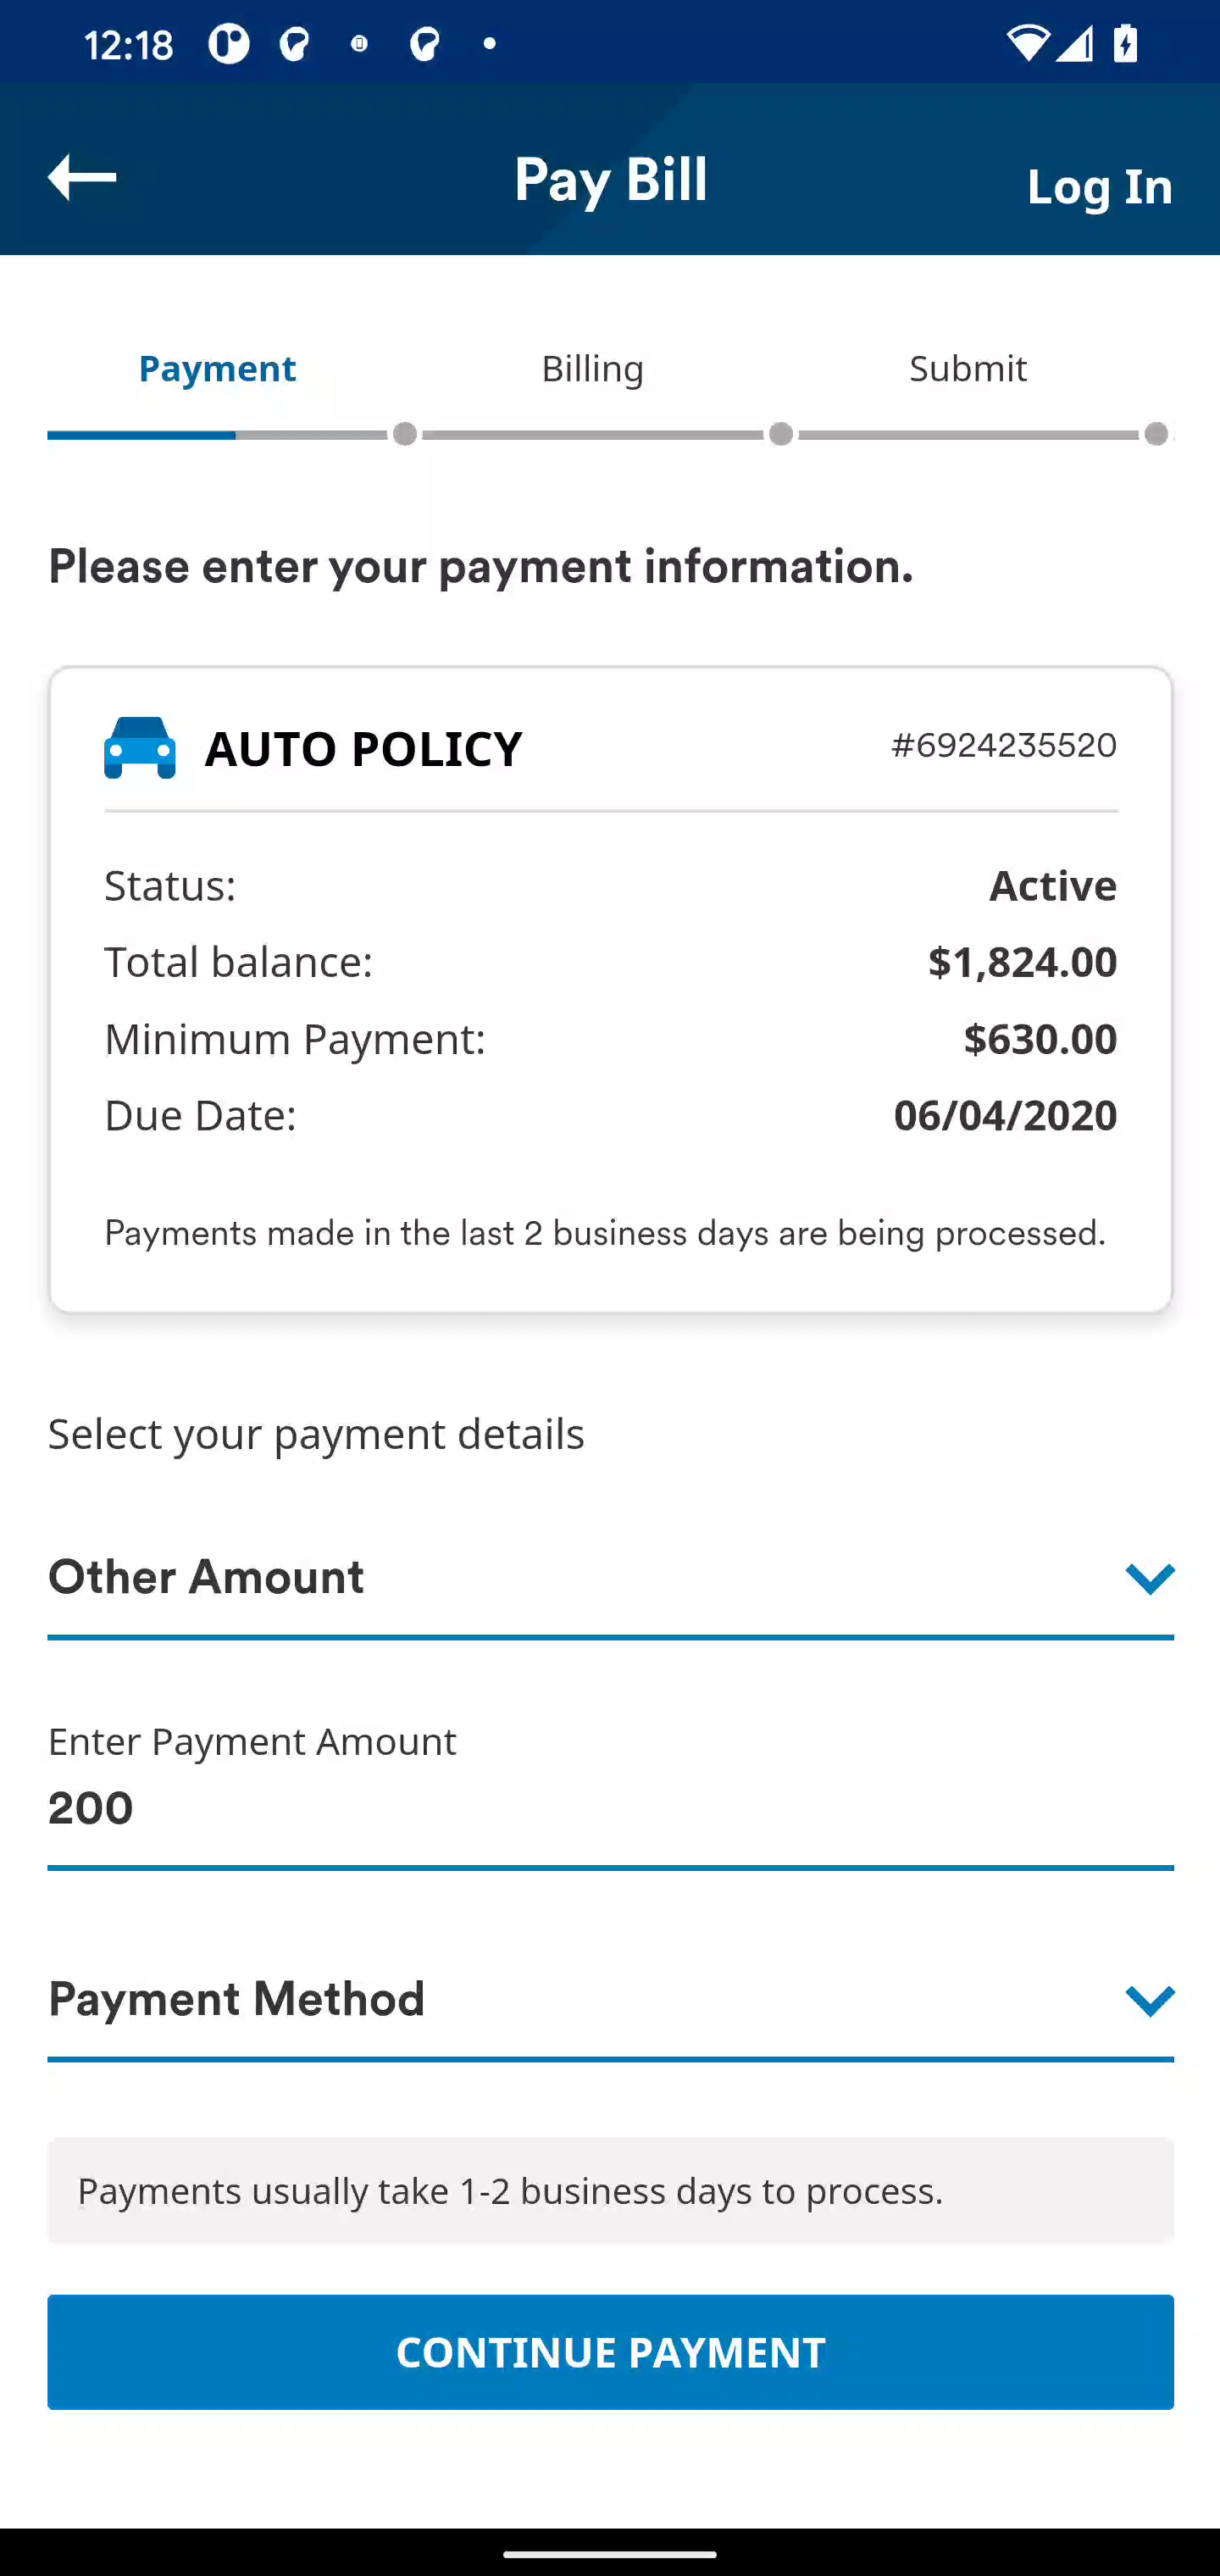 12:18
Pay Bill
Log In
Payment
Billing
Submit
Please enter your payment information.
AUTO POLICY
#6924235520
Status:
Active
Total balance:
$1,824.00
Minimum Payment:
$630.00
Due Date:
06/04/2020
Payments made in the last 2 business days are being processed.
Select your payment details
Other Amount
Enter Payment Amount
200
Payment Method
Payments usually take 1-2 business days to process.
CONTINUE PAYMENT